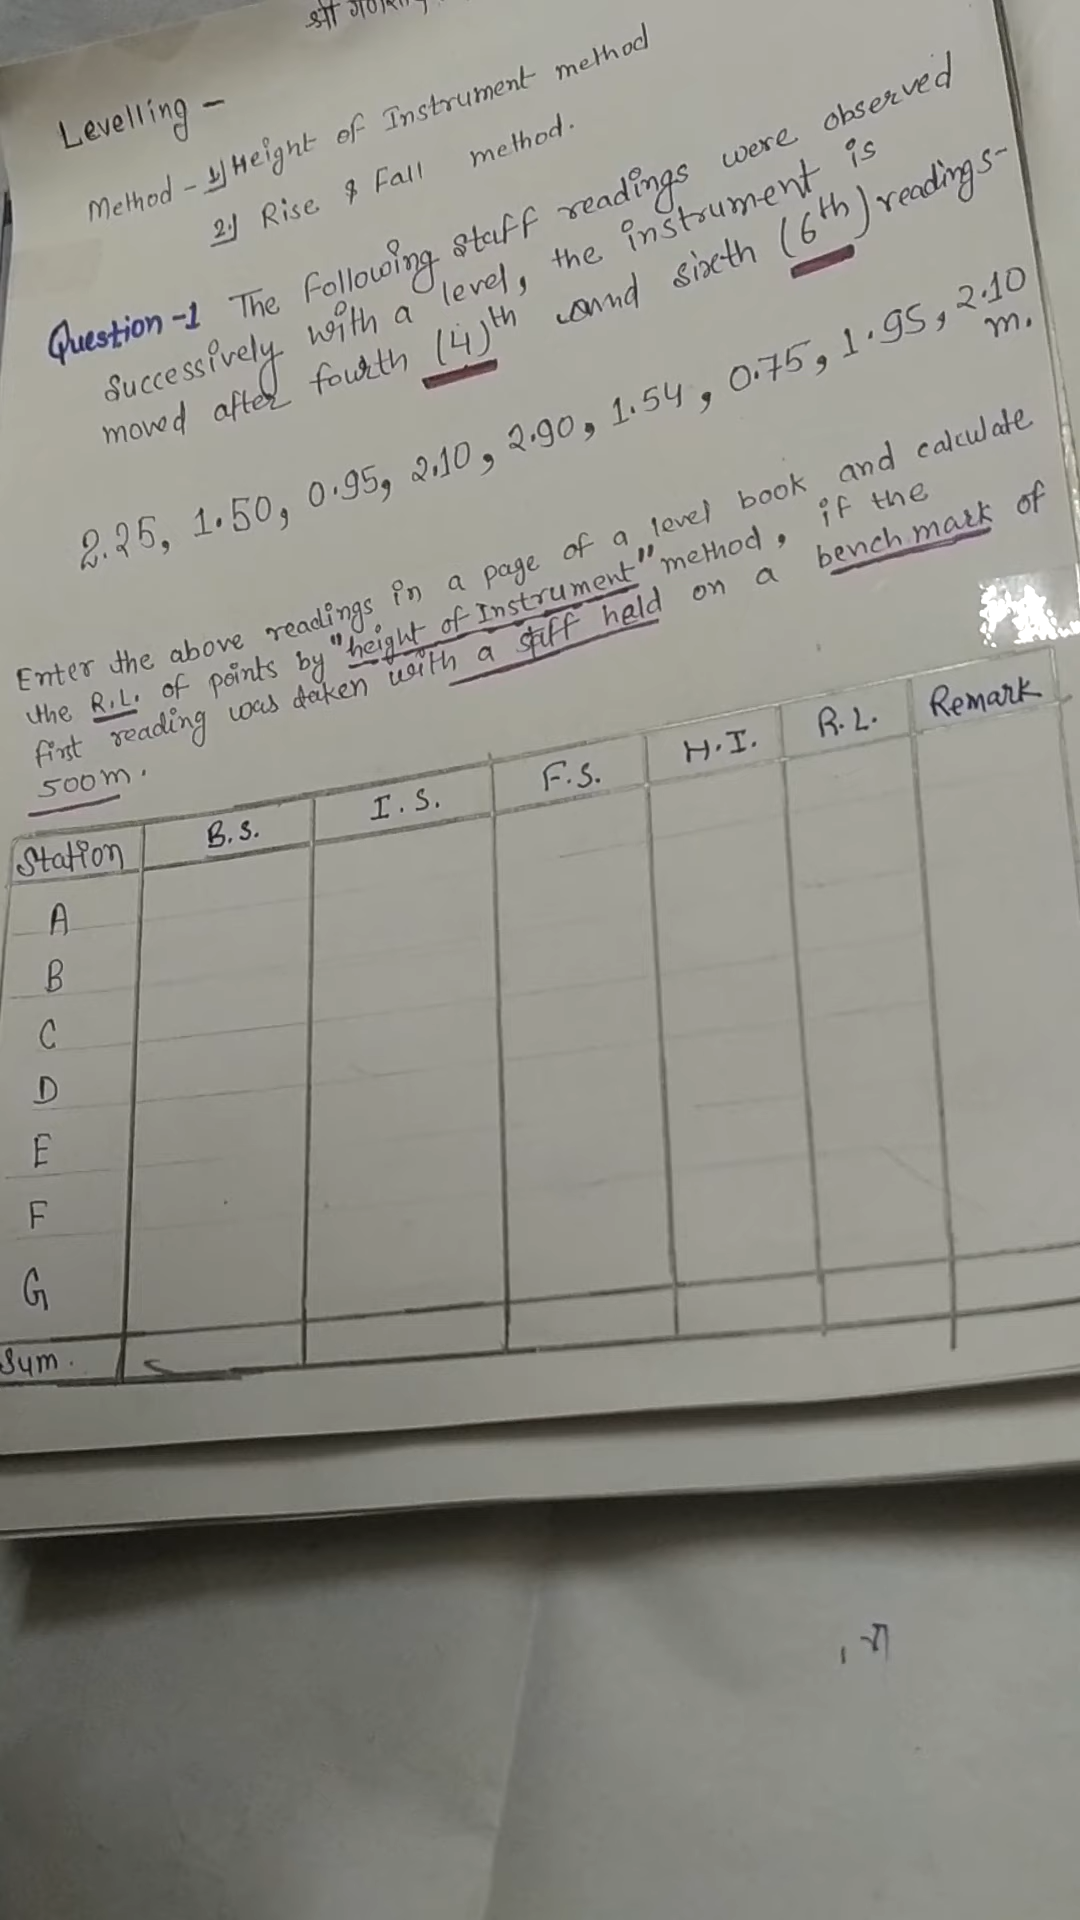 श्री
Levelling -
Method - 1) Height of Instrument method
2) Rise & Fall method.
Question-1 The following staff readings were observed
successively with a level, the instrument is
moved after fourth (4)th and sixth (6th) readings-
2.25, 1.50, 0.95, 2.10, 2.90, 1.54, 0.75, 1.95, 2.10 m.
Enter the above readings in a page of a level book and calculate
the R.L. of points by "height of Instrument" method, if the
first reading was taken with a staff held on a bench mark of
500m.
Station B.S. I.S. F.S. H.I. R.L. Remark
A
B
C
D
E
F
G
Sum.